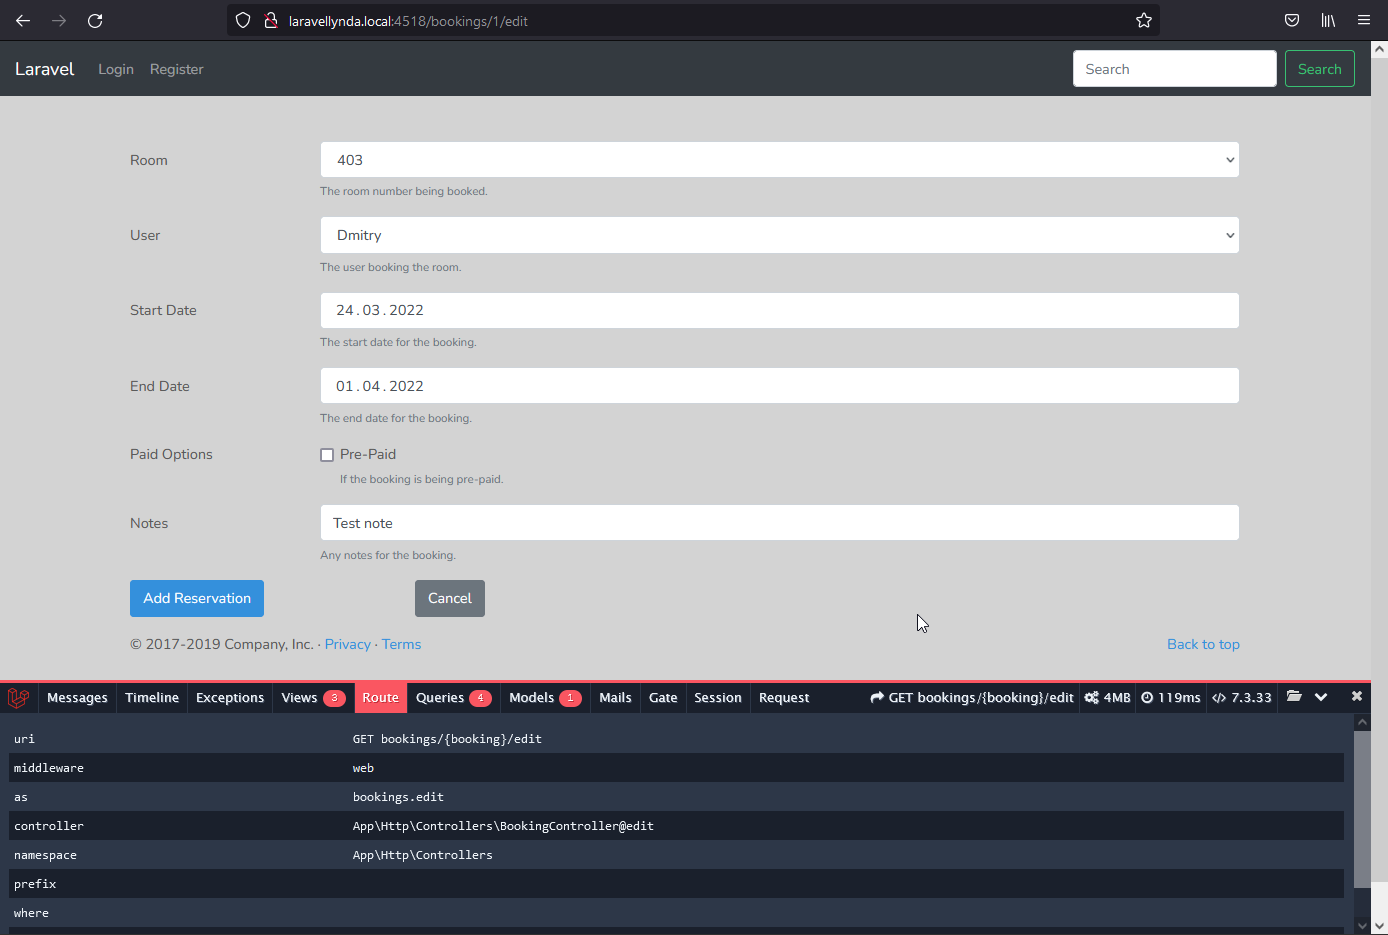 laravellynda.local:4518/bookings/1/edit
Laravel Login Register Search Search
Room 403
The room number being booked.
User Dmitry
The user booking the room.
Start Date 24.03.2022
The start date for the booking.
End Date 01.04.2022
The end date for the booking.
Paid Options Pre-Paid
If the booking is being pre-paid.
Notes Test note
Any notes for the booking.
Add Reservation Cancel
© 2017-2019 Company, Inc. · Privacy · Terms Back to top
Messages Timeline Exceptions Views 3 Route Queries 4 Models 1 Mails Gate Session Request GET bookings/{booking}/edit 4MB 119ms 7.3.33
uri GET bookings/{booking}/edit
middleware web
as bookings.edit
controller App\Http\Controllers\BookingController@edit
namespace App\Http\Controllers
prefix
where